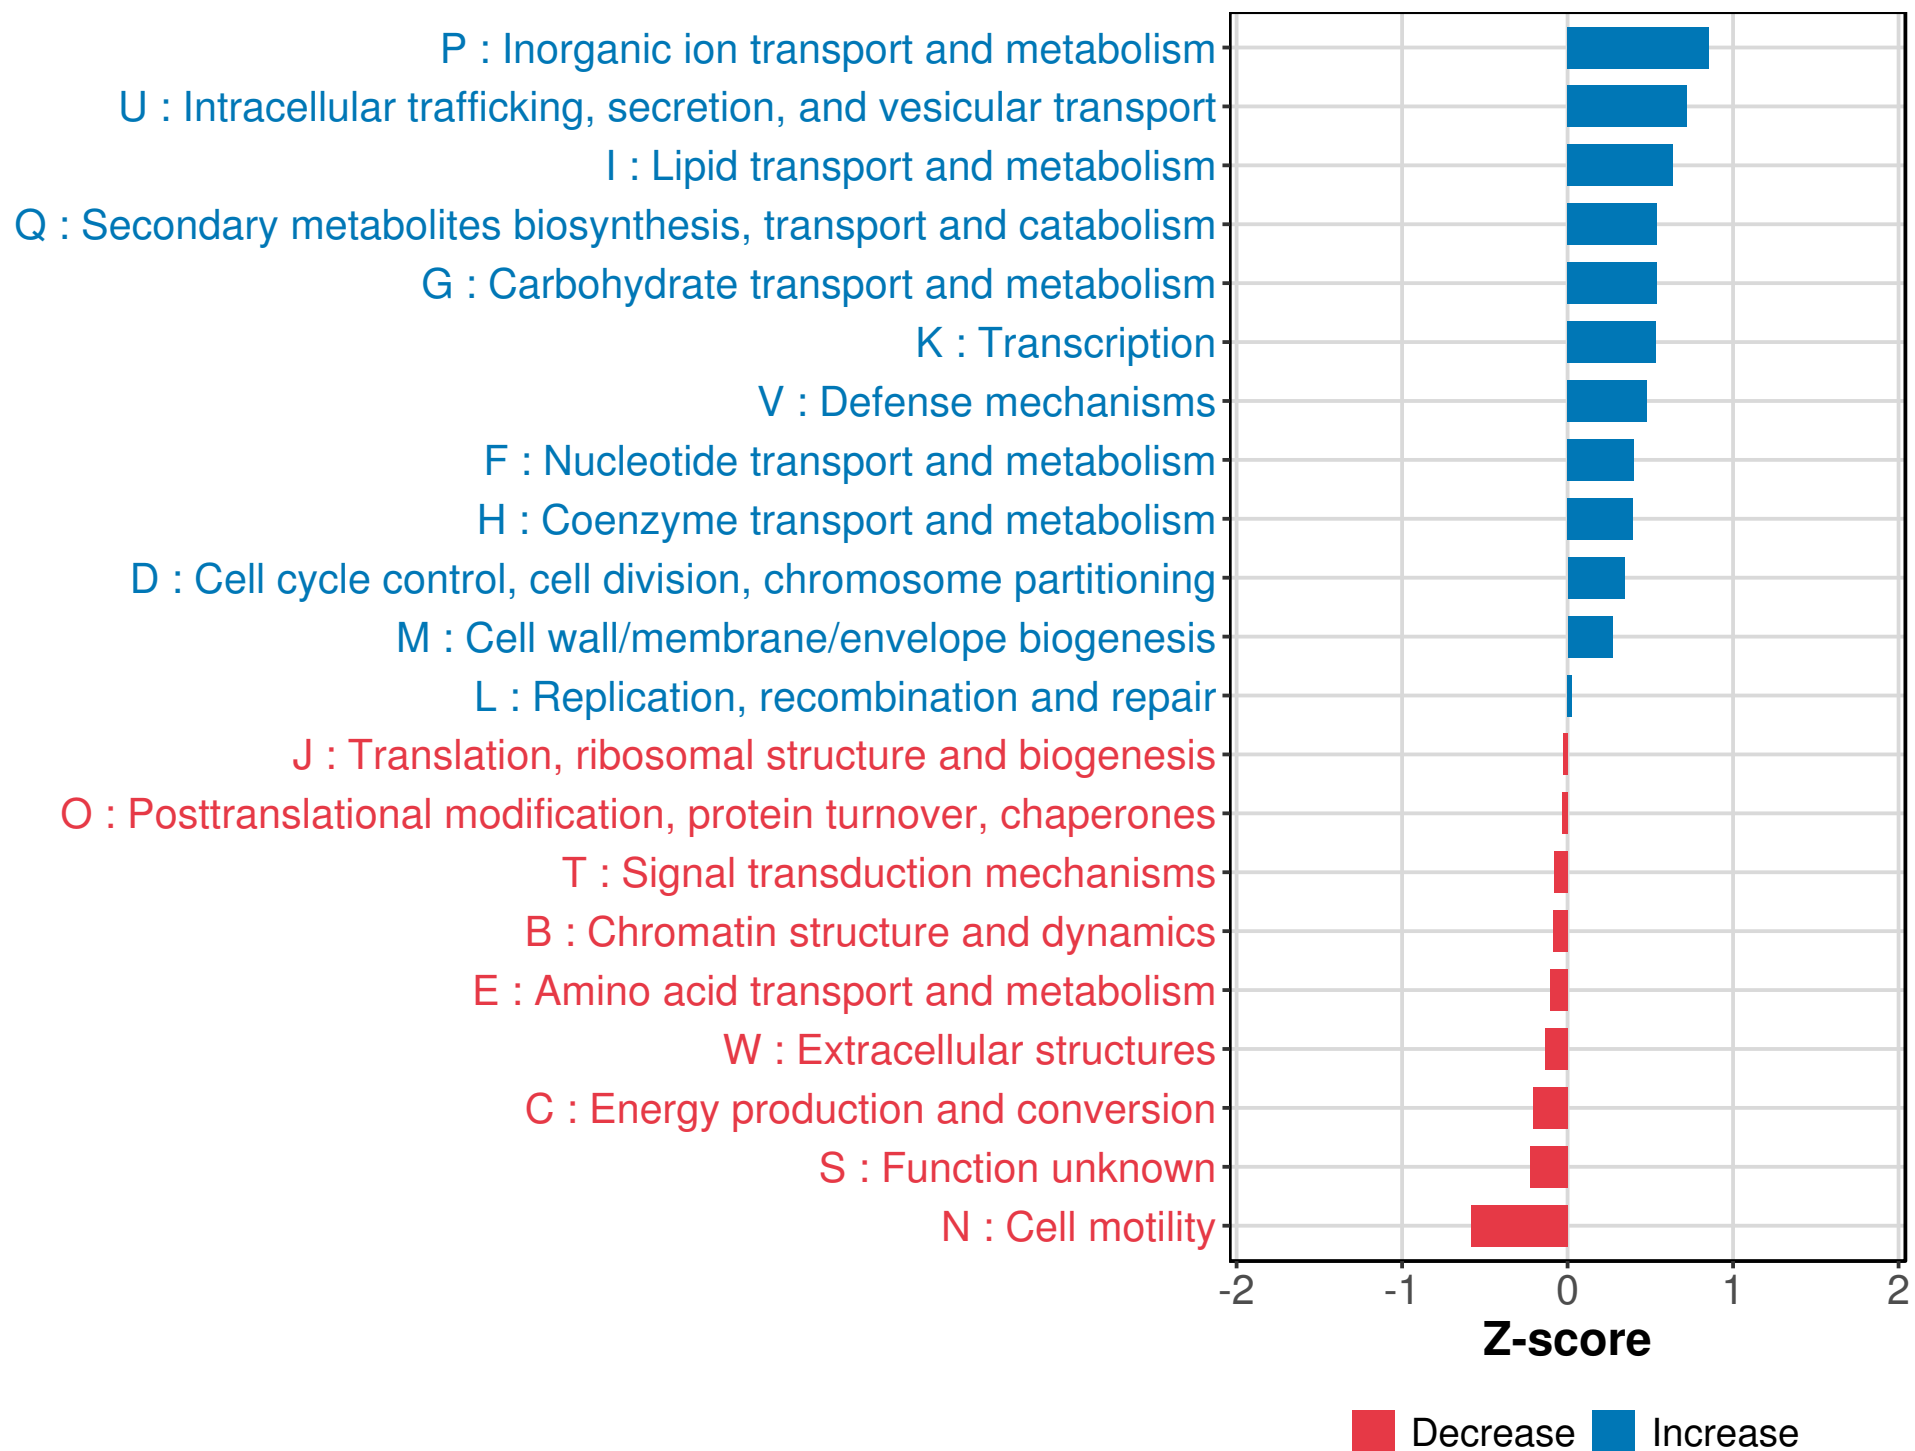 P : Inorganic ion transport and metabolism
U : Intracellular trafficking, secretion, and vesicular transport
I : Lipid transport and metabolism
Q : Secondary metabolites biosynthesis, transport and catabolism
G : Carbohydrate transport and metabolism
K : Transcription
V : Defense mechanisms
F : Nucleotide transport and metabolism
H : Coenzyme transport and metabolism
D : Cell cycle control, cell division, chromosome partitioning
M : Cell wall/membrane/envelope biogenesis
L : Replication, recombination and repair
J : Translation, ribosomal structure and biogenesis
O : Posttranslational modification, protein turnover, chaperones
T : Signal transduction mechanisms
B : Chromatin structure and dynamics
E : Amino acid transport and metabolism
W : Extracellular structures
C : Energy production and conversion
S : Function unknown
N : Cell motility
-2 -1 0 1 2
Z-score
Decrease Increase